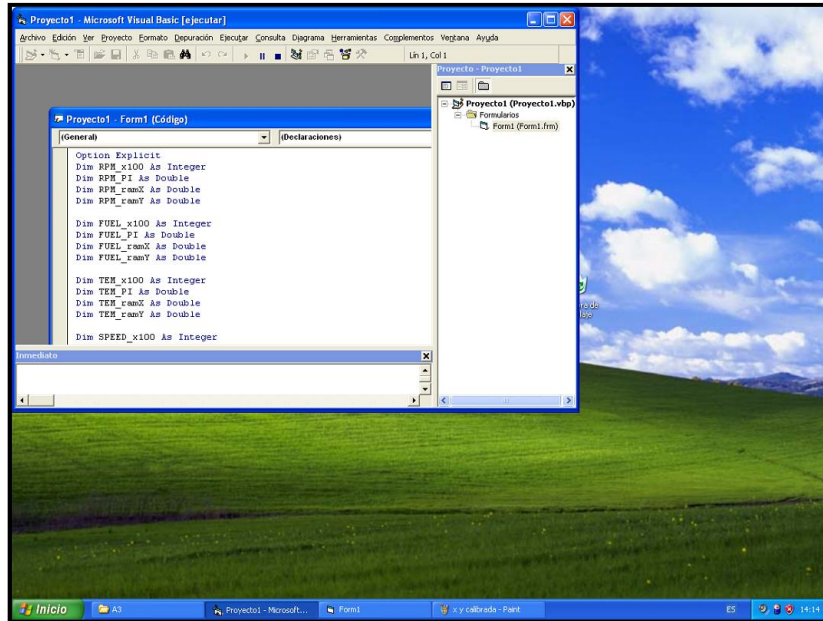 Proyecto1 - Microsoft Visual Basic [ejecutar]
Archivo Edición Ver Proyecto Formato Depuración Ejecutar Consulta Diagrama Herramientas Complementos Ventana Ayuda
Lin 1, Col 1
Proyecto - Proyecto1
Proyecto1 (Proyecto1.vbp)
Formularios
Form1 (Form1.frm)
Proyecto1 - Form1 (Código)
(General) (Declaraciones)
Option Explicit
Dim RPM_x100 As Integer
Dim RPM_PI As Double
Dim RPM_ramX As Double
Dim RPM_ramY As Double
Dim FUEL_x100 As Integer
Dim FUEL_PI As Double
Dim FUEL_ramX As Double
Dim FUEL_ramY As Double
Dim TEM_x100 As Integer
Dim TEM_PI As Double
Dim TEM_ramX As Double
Dim TEM_ramY As Double
Dim SPEED_x100 As Integer
Inmediato
Inicio A3 Proyecto1 - Microsoft... Form1 x y calibrada - Paint ES 14:14